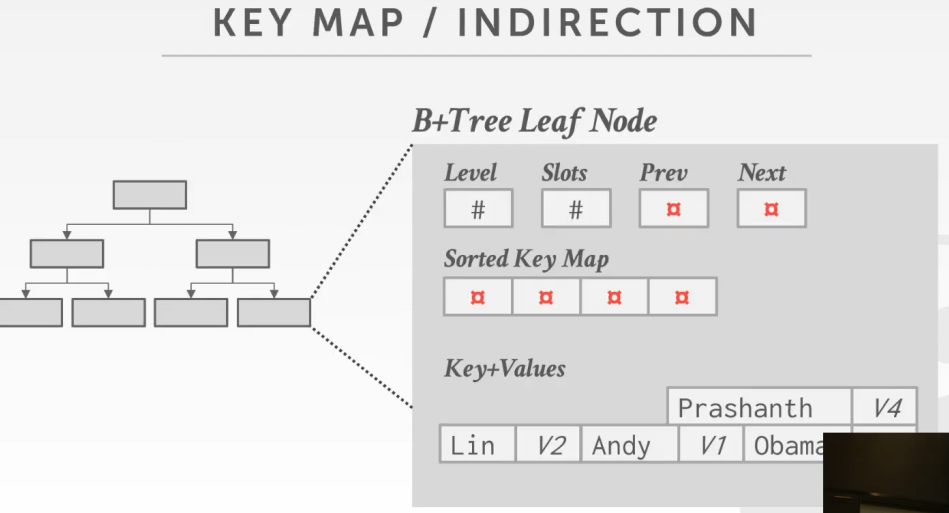 KEY MAP / INDIRECTION
B+Tree Leaf Node
Level Slots Prev Next
# # ¤ ¤
Sorted Key Map
¤ ¤ ¤ ¤
Key+Values
Prashanth V4
Lin V2 Andy V1 Obama